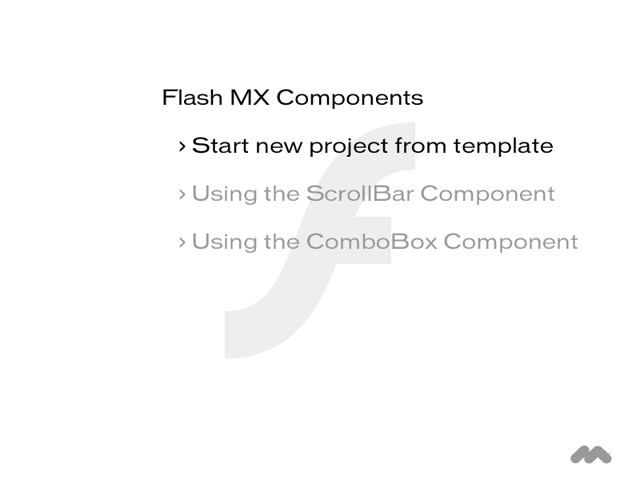 Flash MX Components
› Start new project from template
› Using the ScrollBar Component
› Using the ComboBox Component